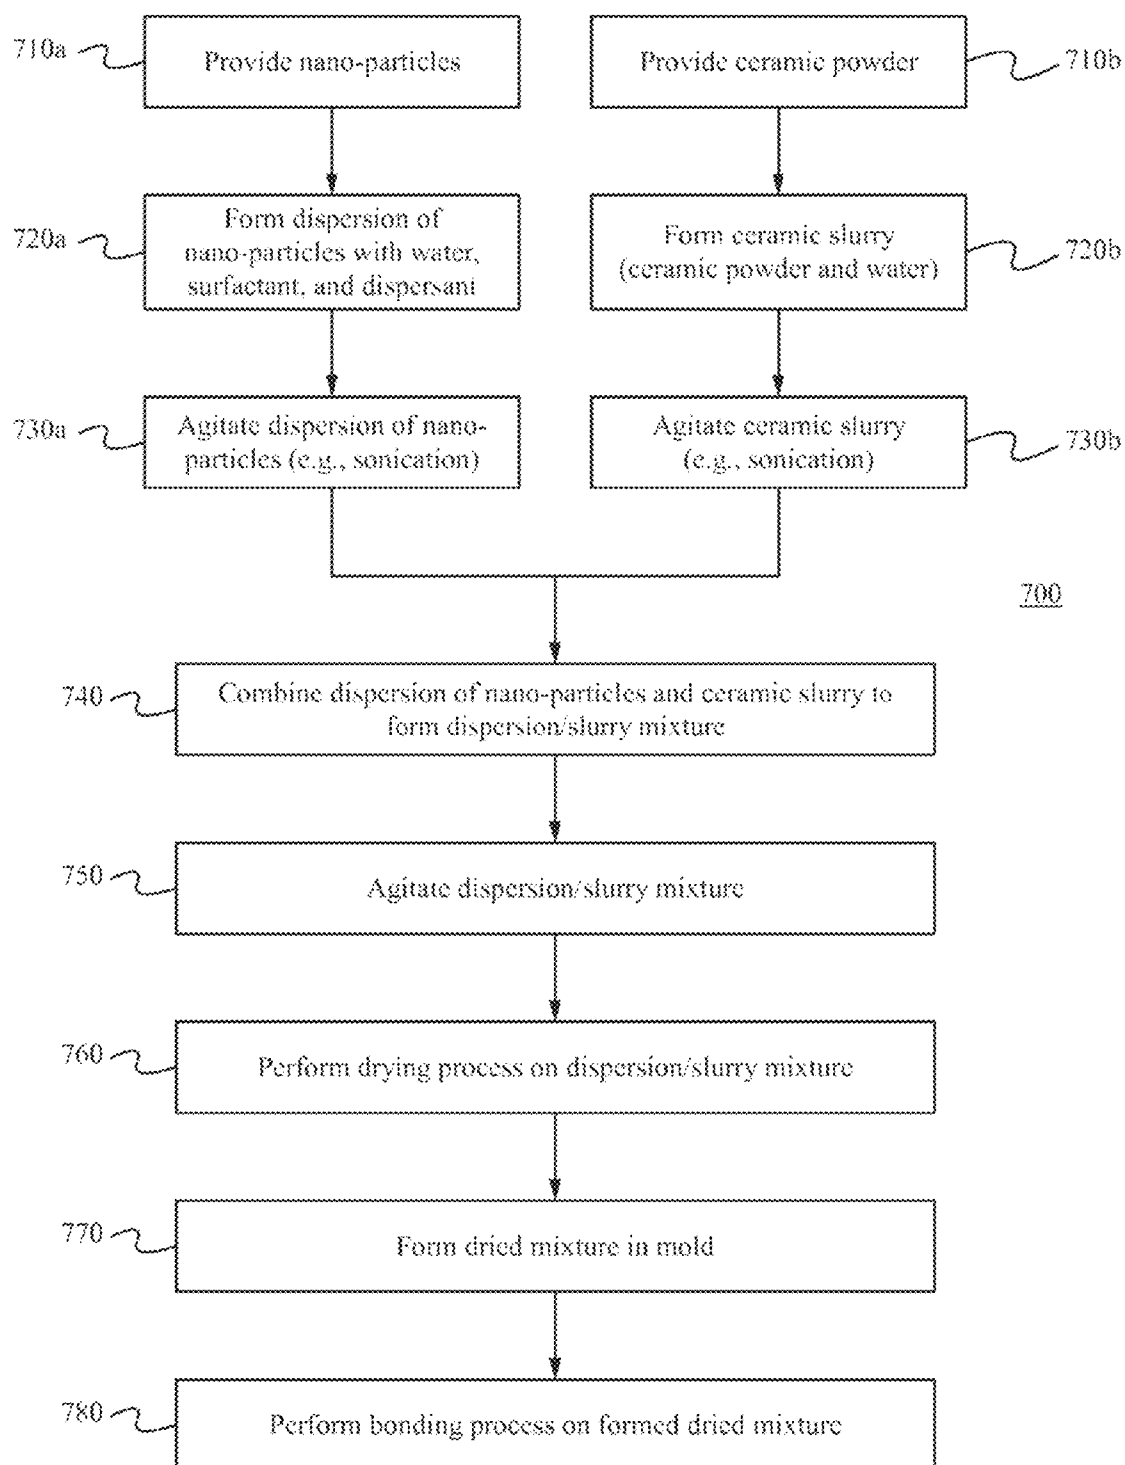 710a
Provide nano-particles
Provide ceramic powder
710b
720a
Form dispersion of
nano-particles with water,
surfactant, and dispersant
Form ceramic slurry
(ceramic powder and water)
720b
730a
Agitate dispersion of nano-
particles (e.g., sonication)
Agitate ceramic slurry
(e.g., sonication)
730b
700
740
Combine dispersion of nano-particles and ceramic slurry to
form dispersion/slurry mixture
750
Agitate dispersion/slurry mixture
760
Perform drying process on dispersion/slurry mixture
770
Form dried mixture in mold
780
Perform bonding process on formed dried mixture